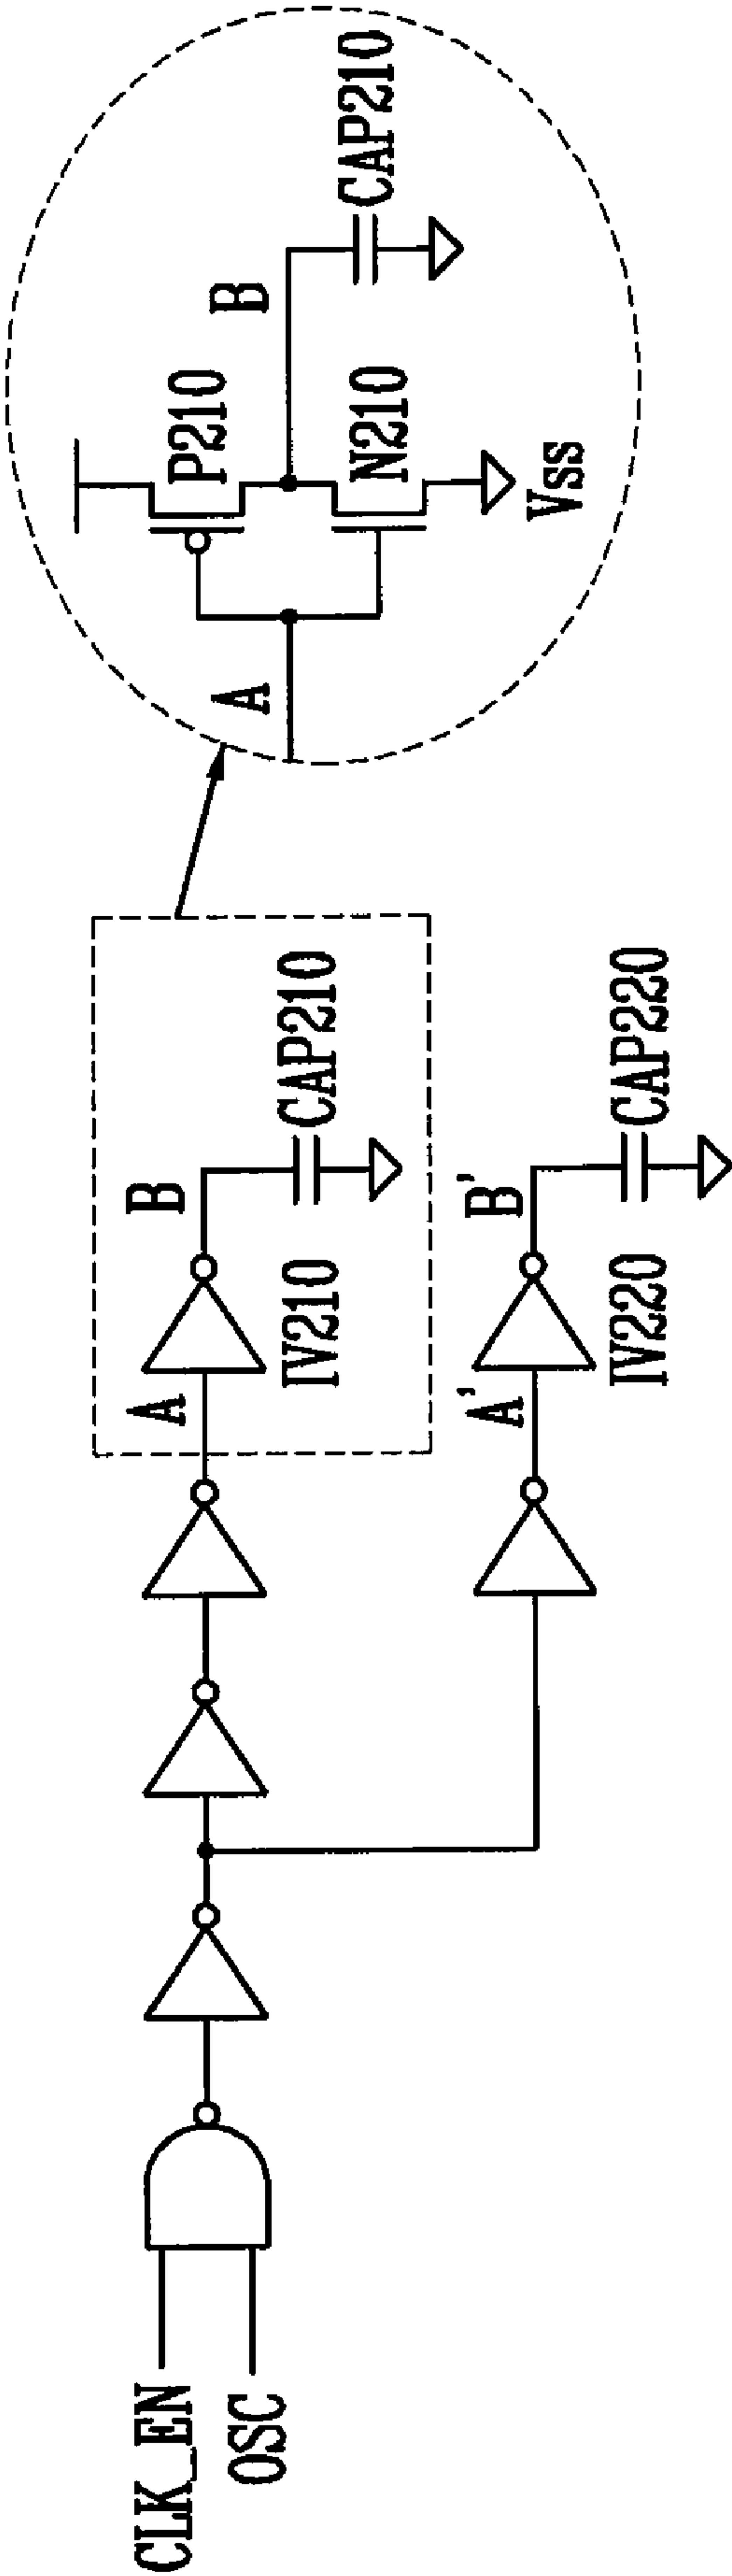 CLK_EN
OSC
A
IV210
B
CAP210
A'
IV220
B'
CAP220
A
P210
N210
Vss
B
CAP210